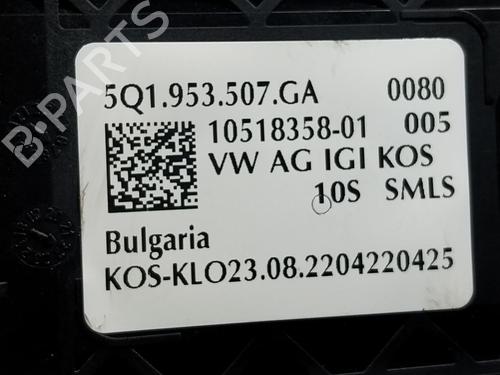 5Q1.953.507.GA 0080
10518358-01 005
VW AG IGI KOS
10S SMLS
Bulgaria
KOS-KLO23.08.2204220425